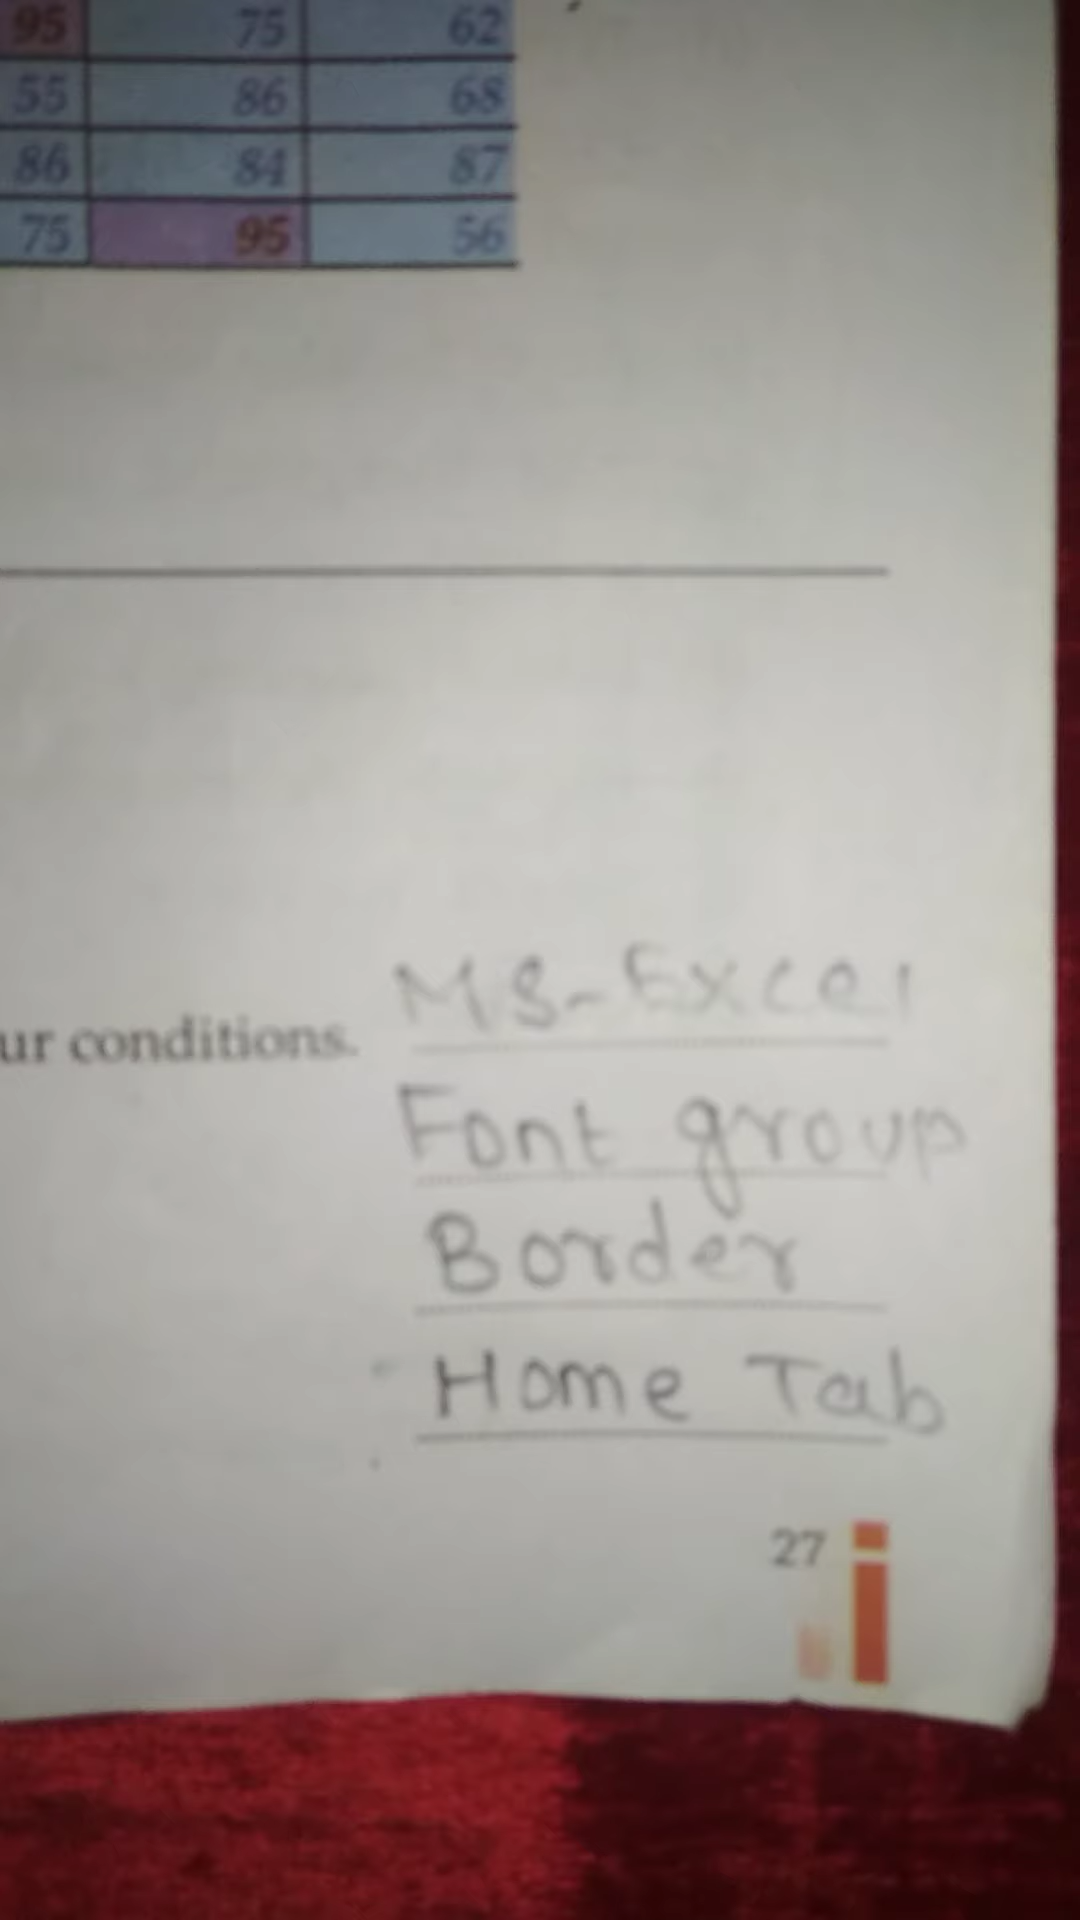 95 75 62
55 86 68
86 84 87
75 95 56
MS-Excel
ur conditions.
Font group
Border
Home Tab
27